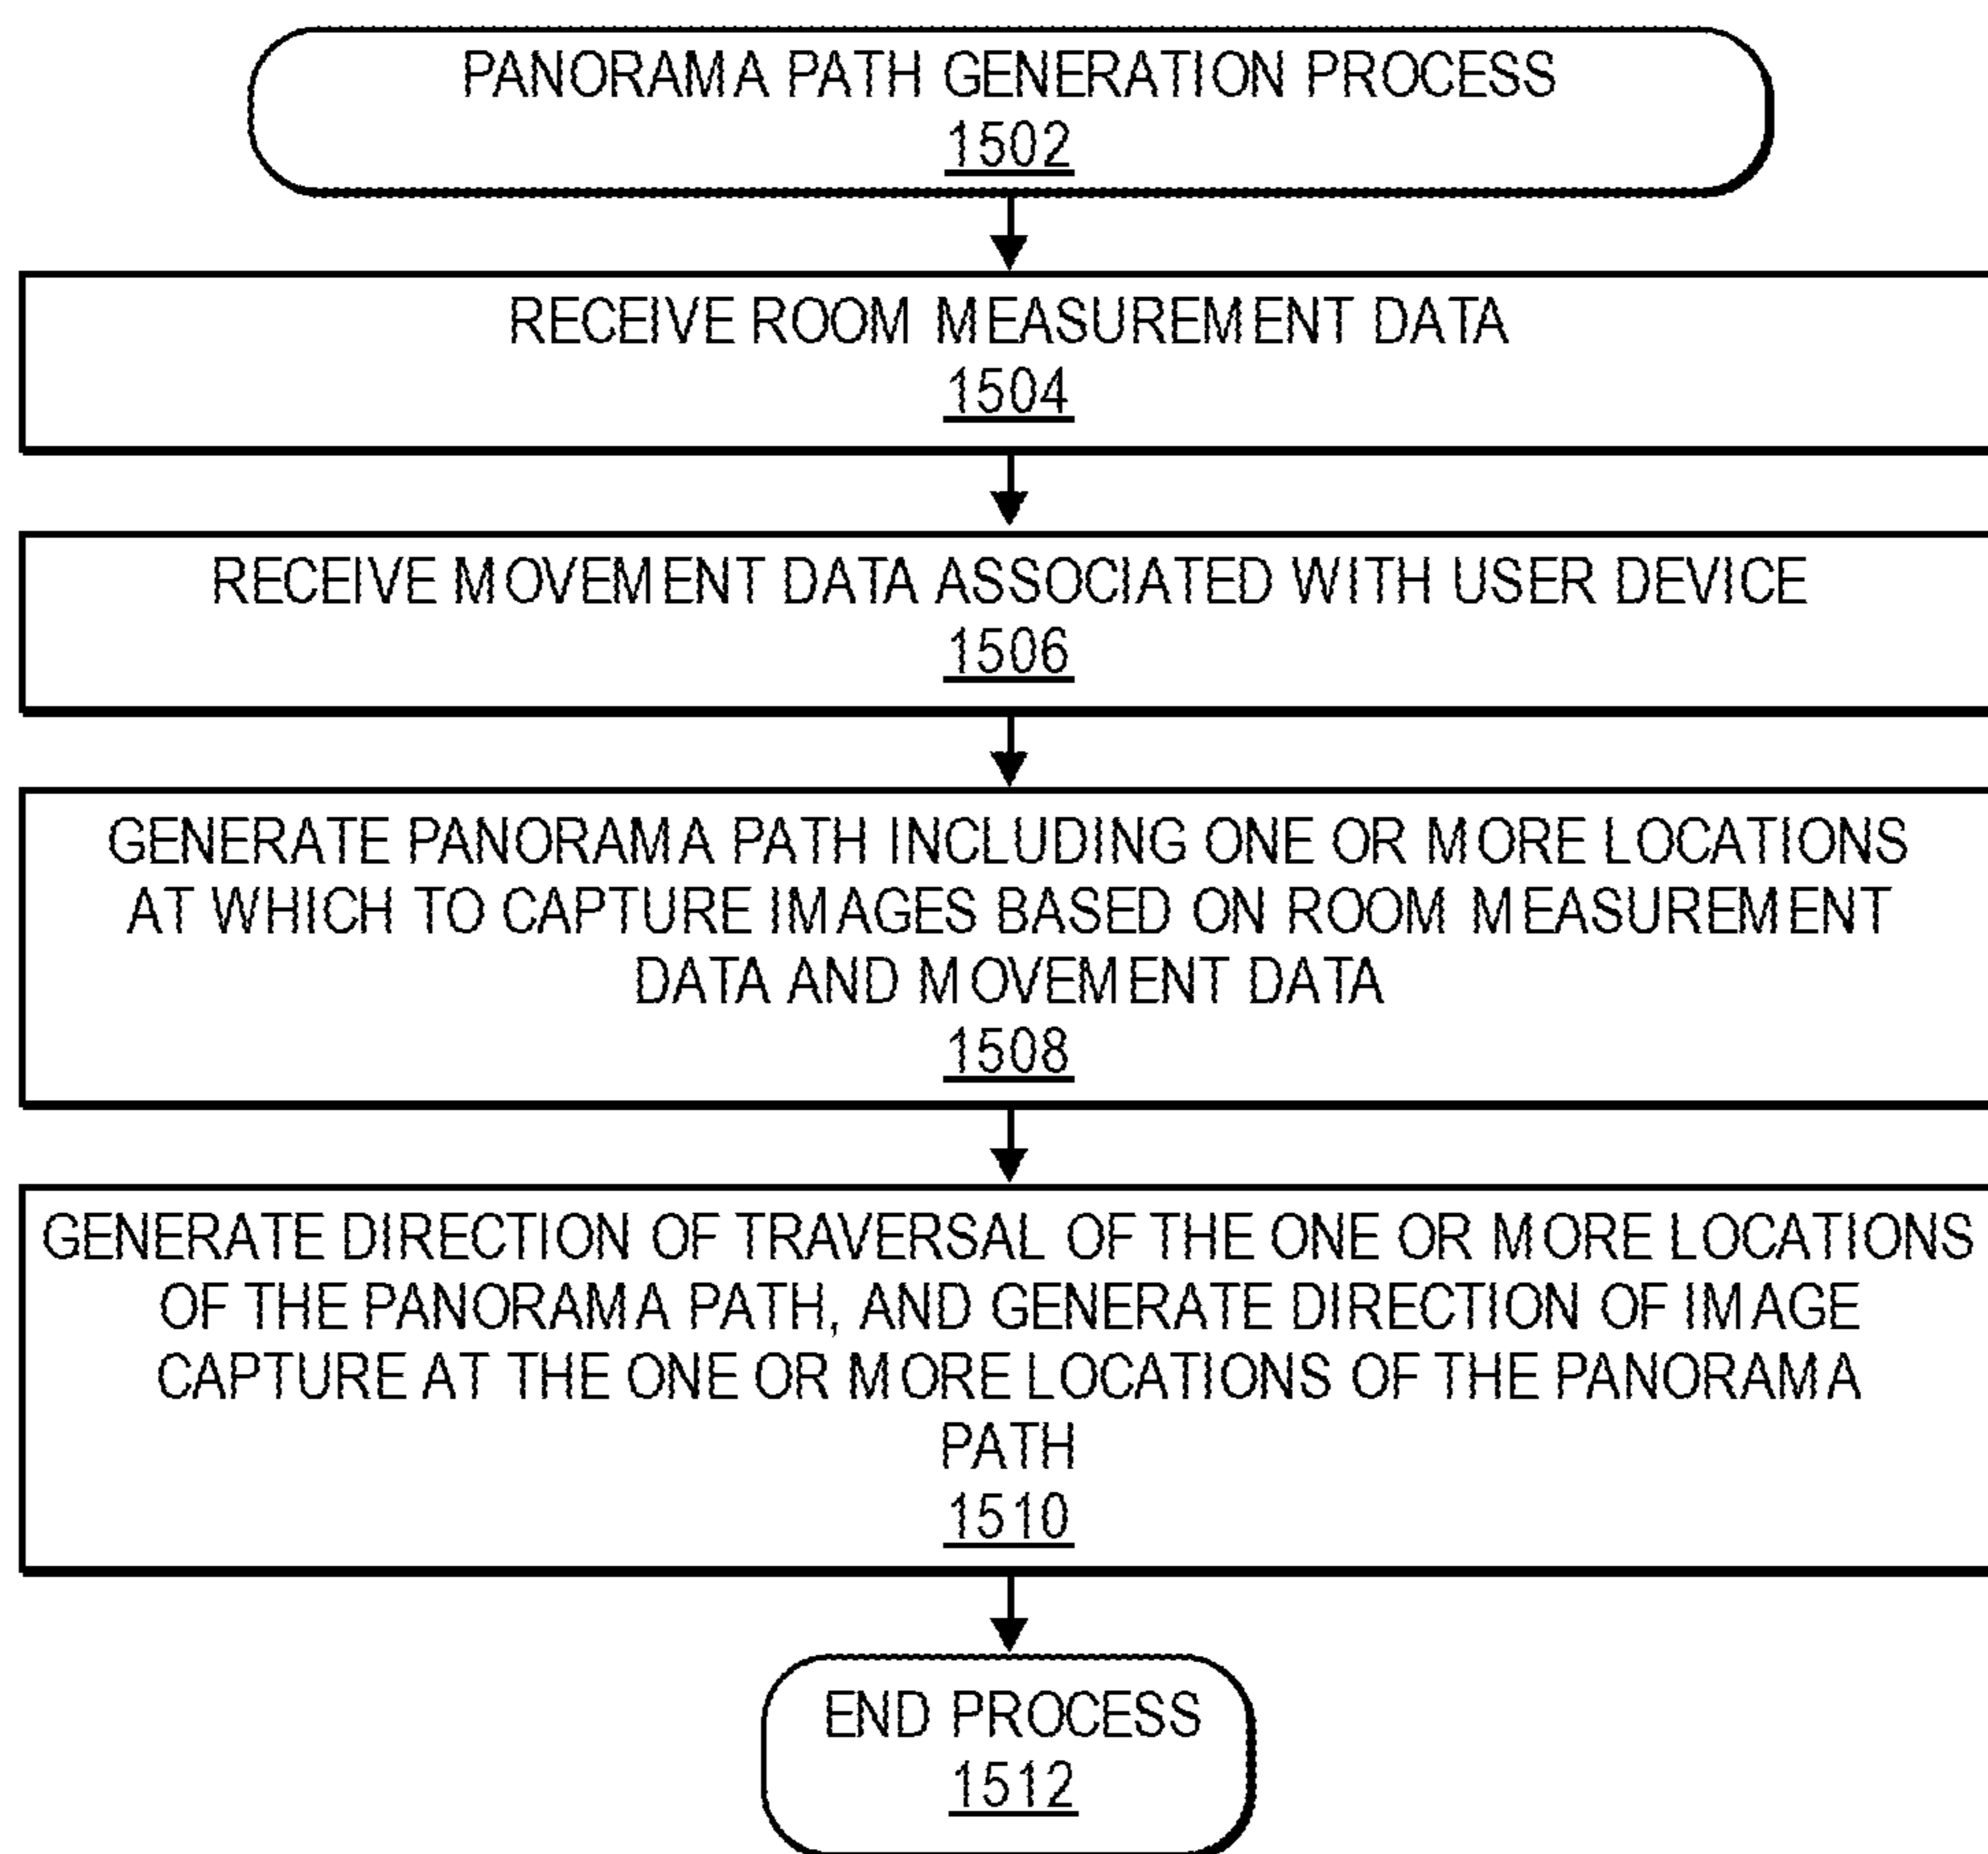 PANORAMA PATH GENERATION PROCESS
1502
RECEIVE ROOM MEASUREMENT DATA
1504
RECEIVE MOVEMENT DATA ASSOCIATED WITH USER DEVICE
1506
GENERATE PANORAMA PATH INCLUDING ONE OR MORE LOCATIONS
AT WHICH TO CAPTURE IMAGES BASED ON ROOM MEASUREMENT
DATA AND MOVEMENT DATA
1508
GENERATE DIRECTION OF TRAVERSAL OF THE ONE OR MORE LOCATIONS
OF THE PANORAMA PATH, AND GENERATE DIRECTION OF IMAGE
CAPTURE AT THE ONE OR MORE LOCATIONS OF THE PANORAMA
PATH
1510
END PROCESS
1512